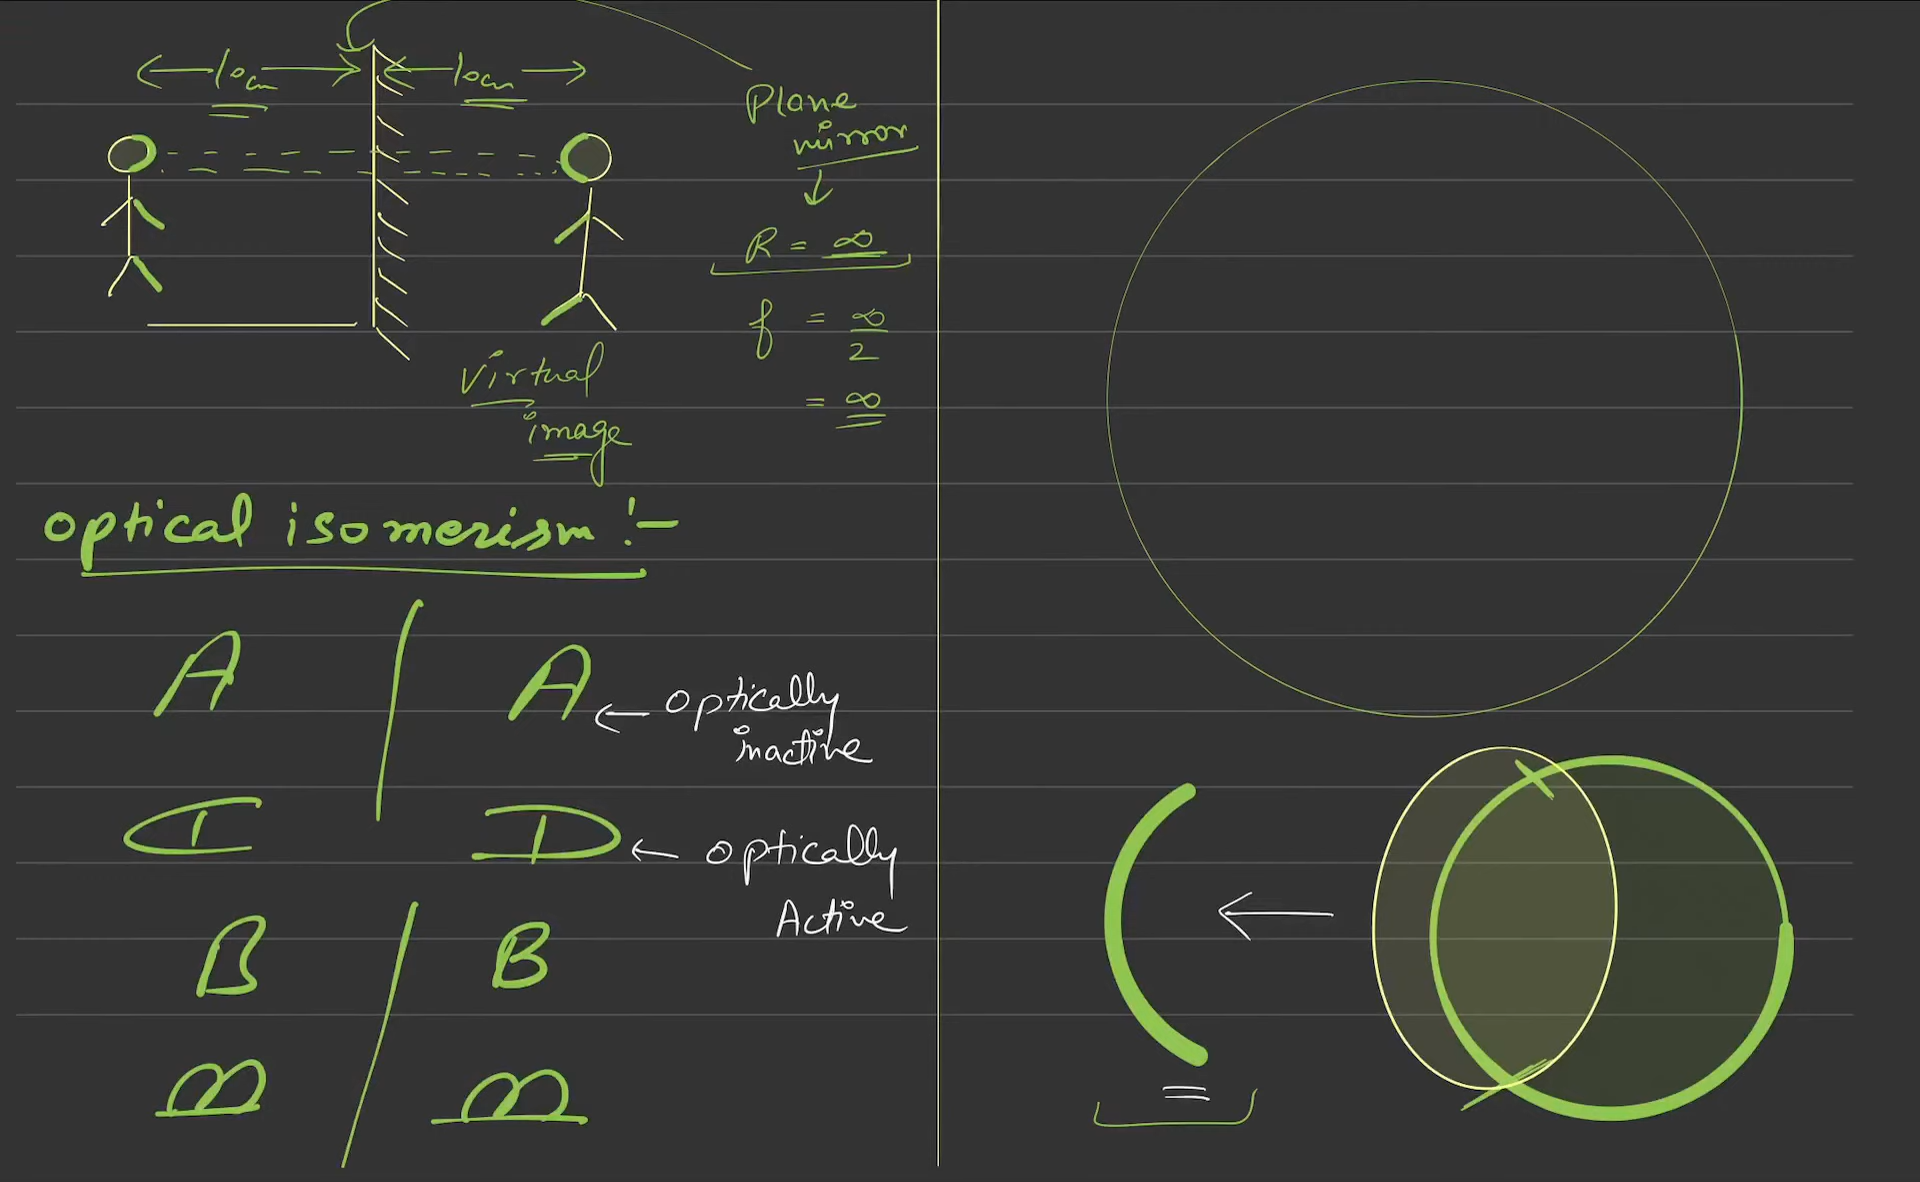 10cm 10cm
Plane
mirror
R = ∞
f = ∞/2
= ∞
Virtual
image
optical isomerism :-
A A ← optically
inactive
D ← optically
Active
B B